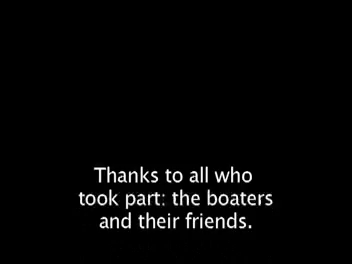 Thanks to all who
took part: the boaters
and their friends.